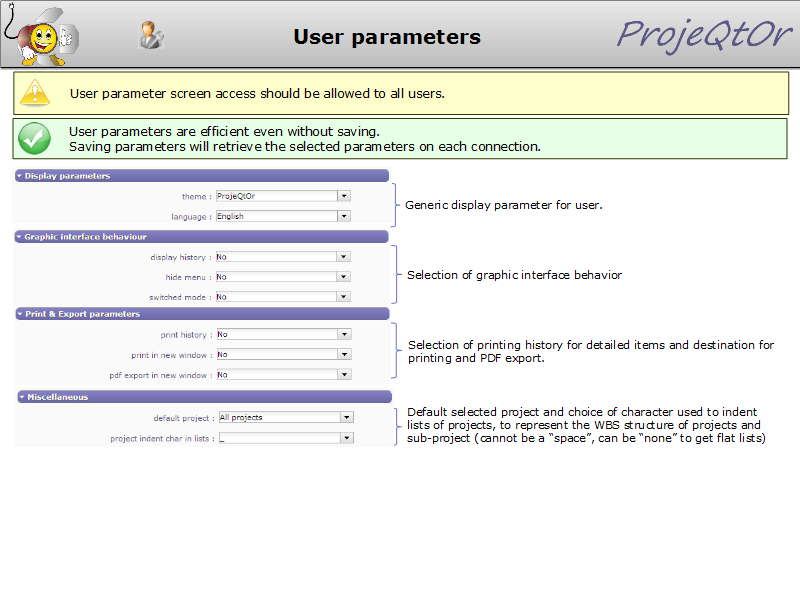 User parameters
ProjeQtOr
User parameter screen access should be allowed to all users.
User parameters are efficient even without saving.
Saving parameters will retrieve the selected parameters on each connection.
Display parameters
theme : ProjeQtOr
language : English
Generic display parameter for user.
Graphic interface behaviour
display history : No
hide menu : No
switched mode : No
Selection of graphic interface behavior
Print & Export parameters
print history : No
print in new window : No
pdf export in new window : No
Selection of printing history for detailed items and destination for
printing and PDF export.
Miscellaneous
default project : All projects
project indent char in lists : _
Default selected project and choice of character used to indent
lists of projects, to represent the WBS structure of projects and
sub-project (cannot be a “space”, can be “none” to get flat lists)